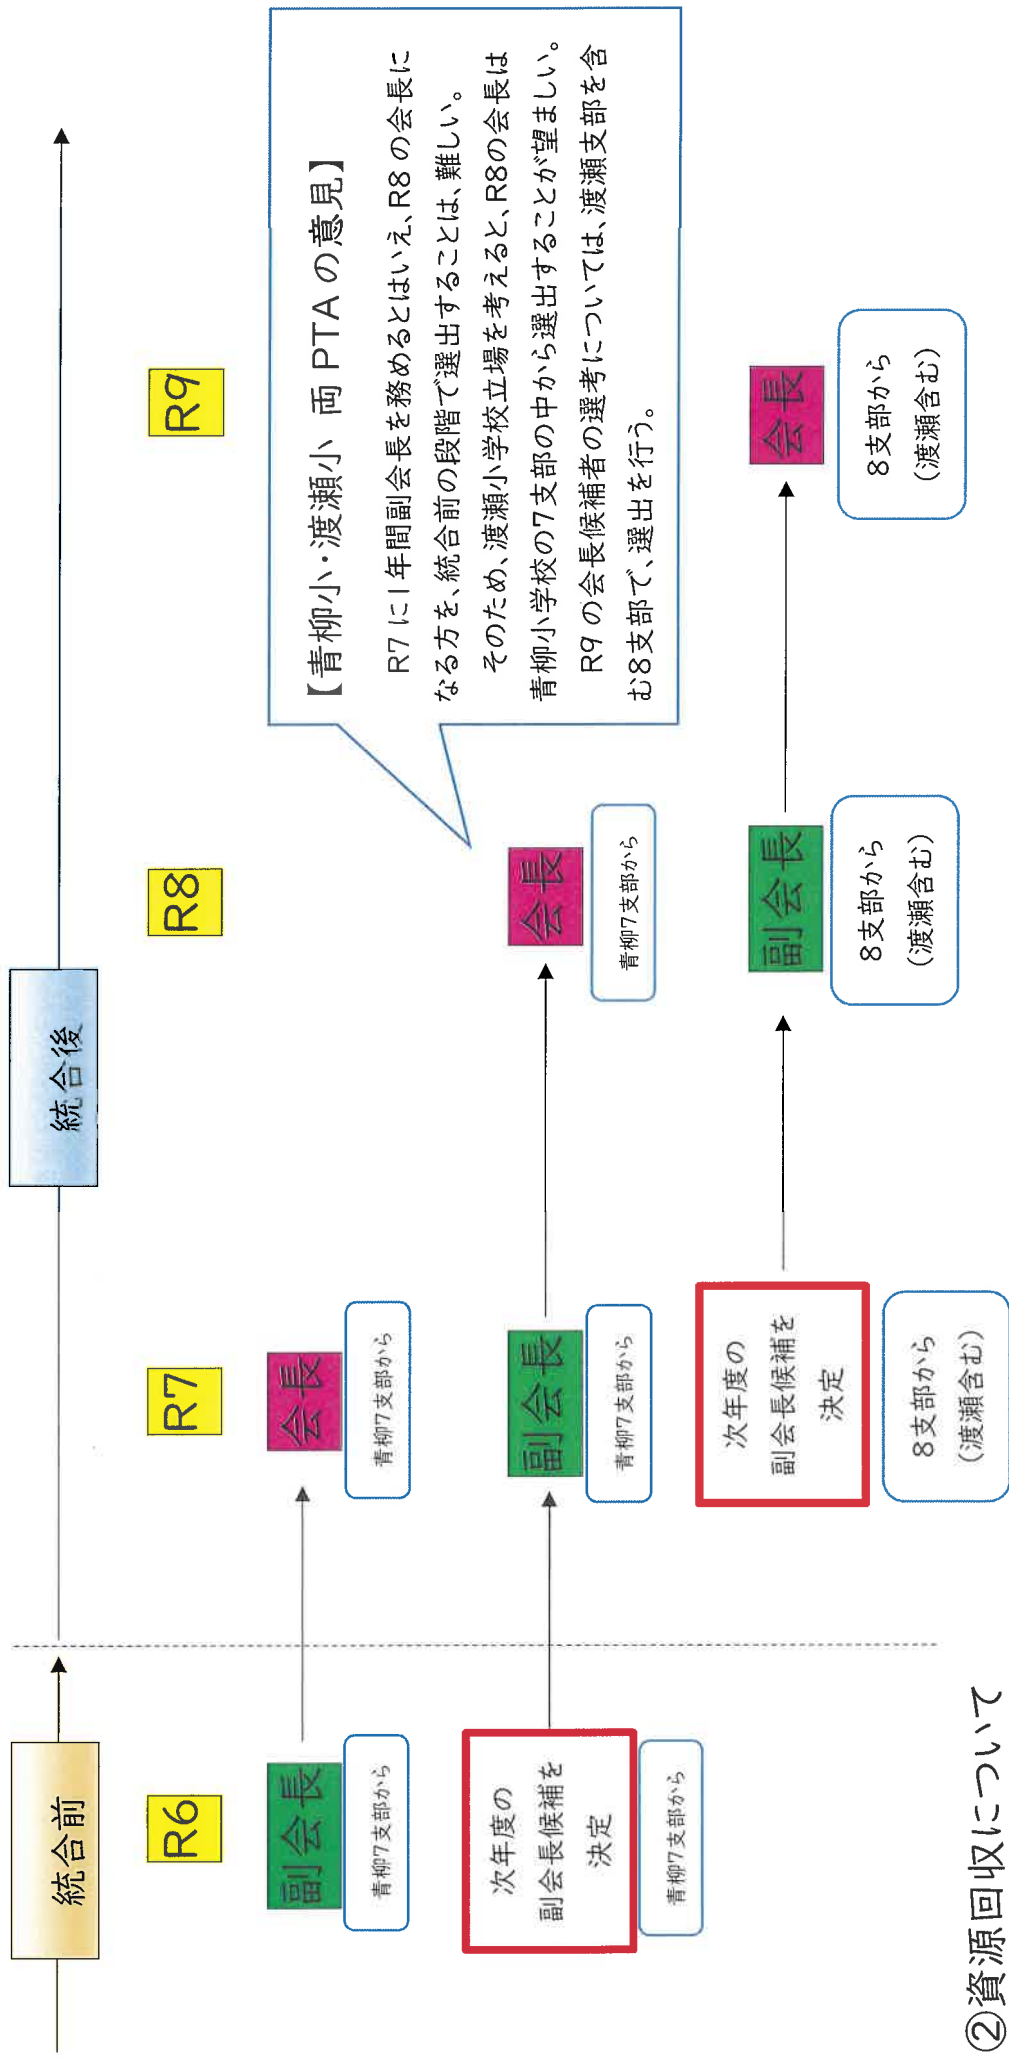 統合前
統合後
R6
R7
R8
R9
副会長
青柳7支部から
会長
青柳7支部から
【青柳小・渡瀬小 両PTAの意見】
R7に1年間副会長を務めるとはいえ、R8の会長に
なる方を、統合前の段階で選出することは、難しい。
そのため、渡瀬小学校立場を考えると、R8の会長は
青柳小学校の7支部の中から選出することが望ましい。
R9の会長候補者の選考については、渡瀬支部を含
む8支部で、選出を行う。
次年度の
副会長候補を
決定
青柳7支部から
副会長
青柳7支部から
会長
青柳7支部から
次年度の
副会長候補を
決定
8支部から
(渡瀬含む)
副会長
8支部から
(渡瀬含む)
会長
8支部から
(渡瀬含む)
②資源回収について